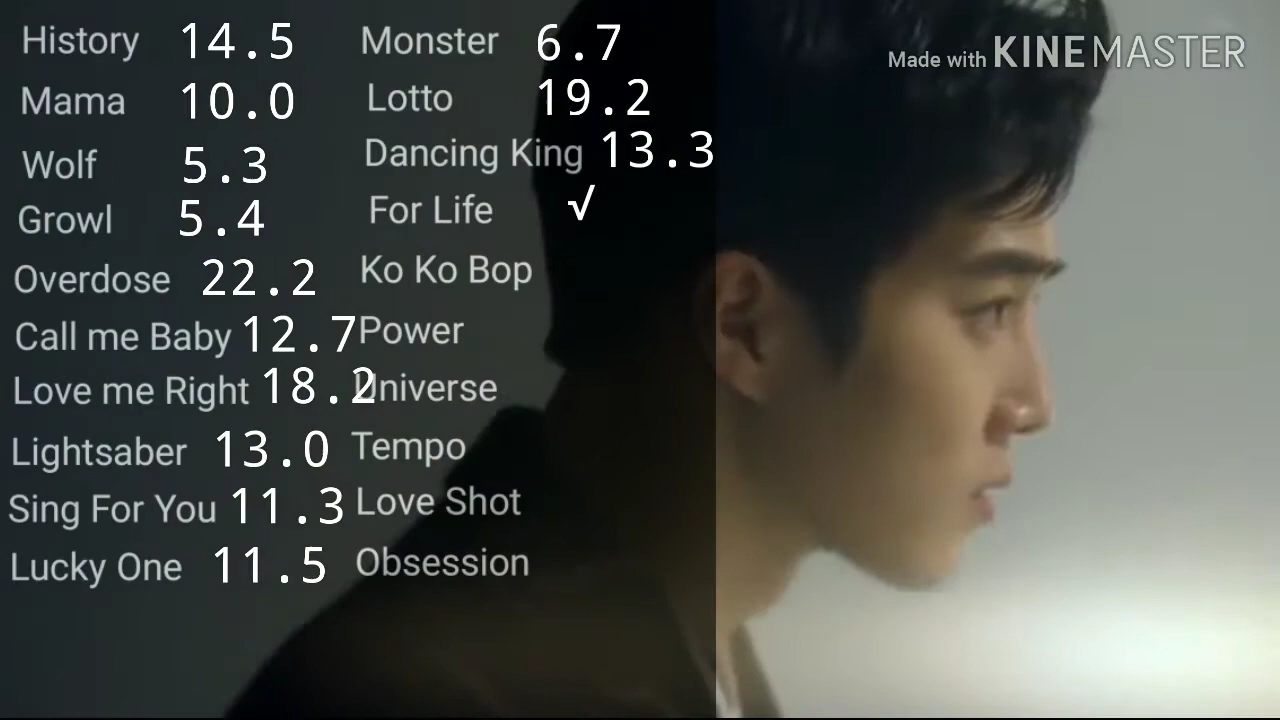 History 14.5
Mama 10.0
Wolf 5.3
Growl 5.4
Overdose 22.2
Call me Baby 12.7
Love me Right 18.2
Lightsaber 13.0
Sing For You 11.3
Lucky One 11.5
Monster 6.7
Lotto 19.2
Dancing King 13.3
For Life √
Ko Ko Bop
Power
Universe
Tempo
Love Shot
Obsession
Made with KINEMASTER